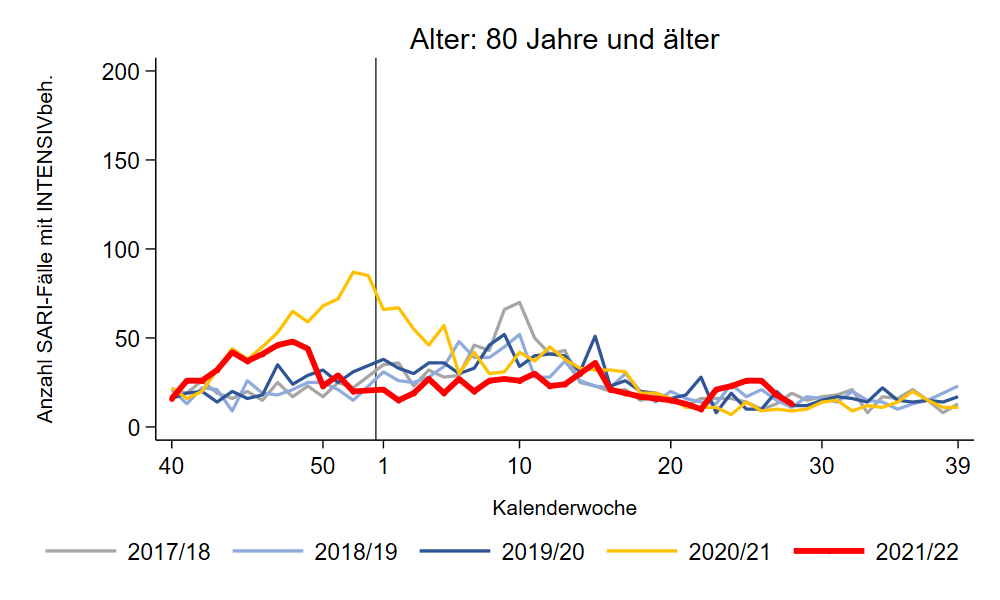 Alter: 80 Jahre und älter
Anzahl SARI-Fälle mit INTENSIVbeh.
200
150
100
50
0
40 50 1 10 20 30 39
Kalenderwoche
2017/18 2018/19 2019/20 2020/21 2021/22